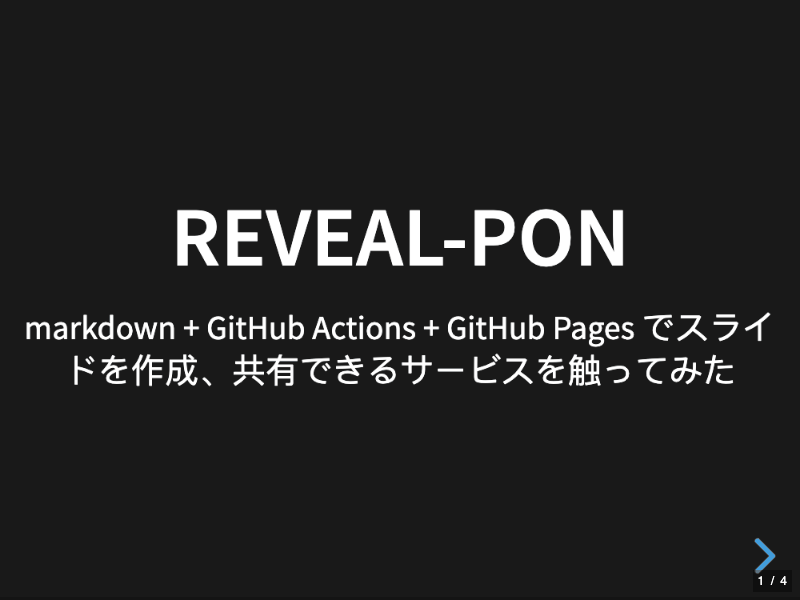 REVEAL-PON
markdown + GitHub Actions + GitHub Pages でスライ
ドを作成、共有できるサービスを触ってみた
1 / 4